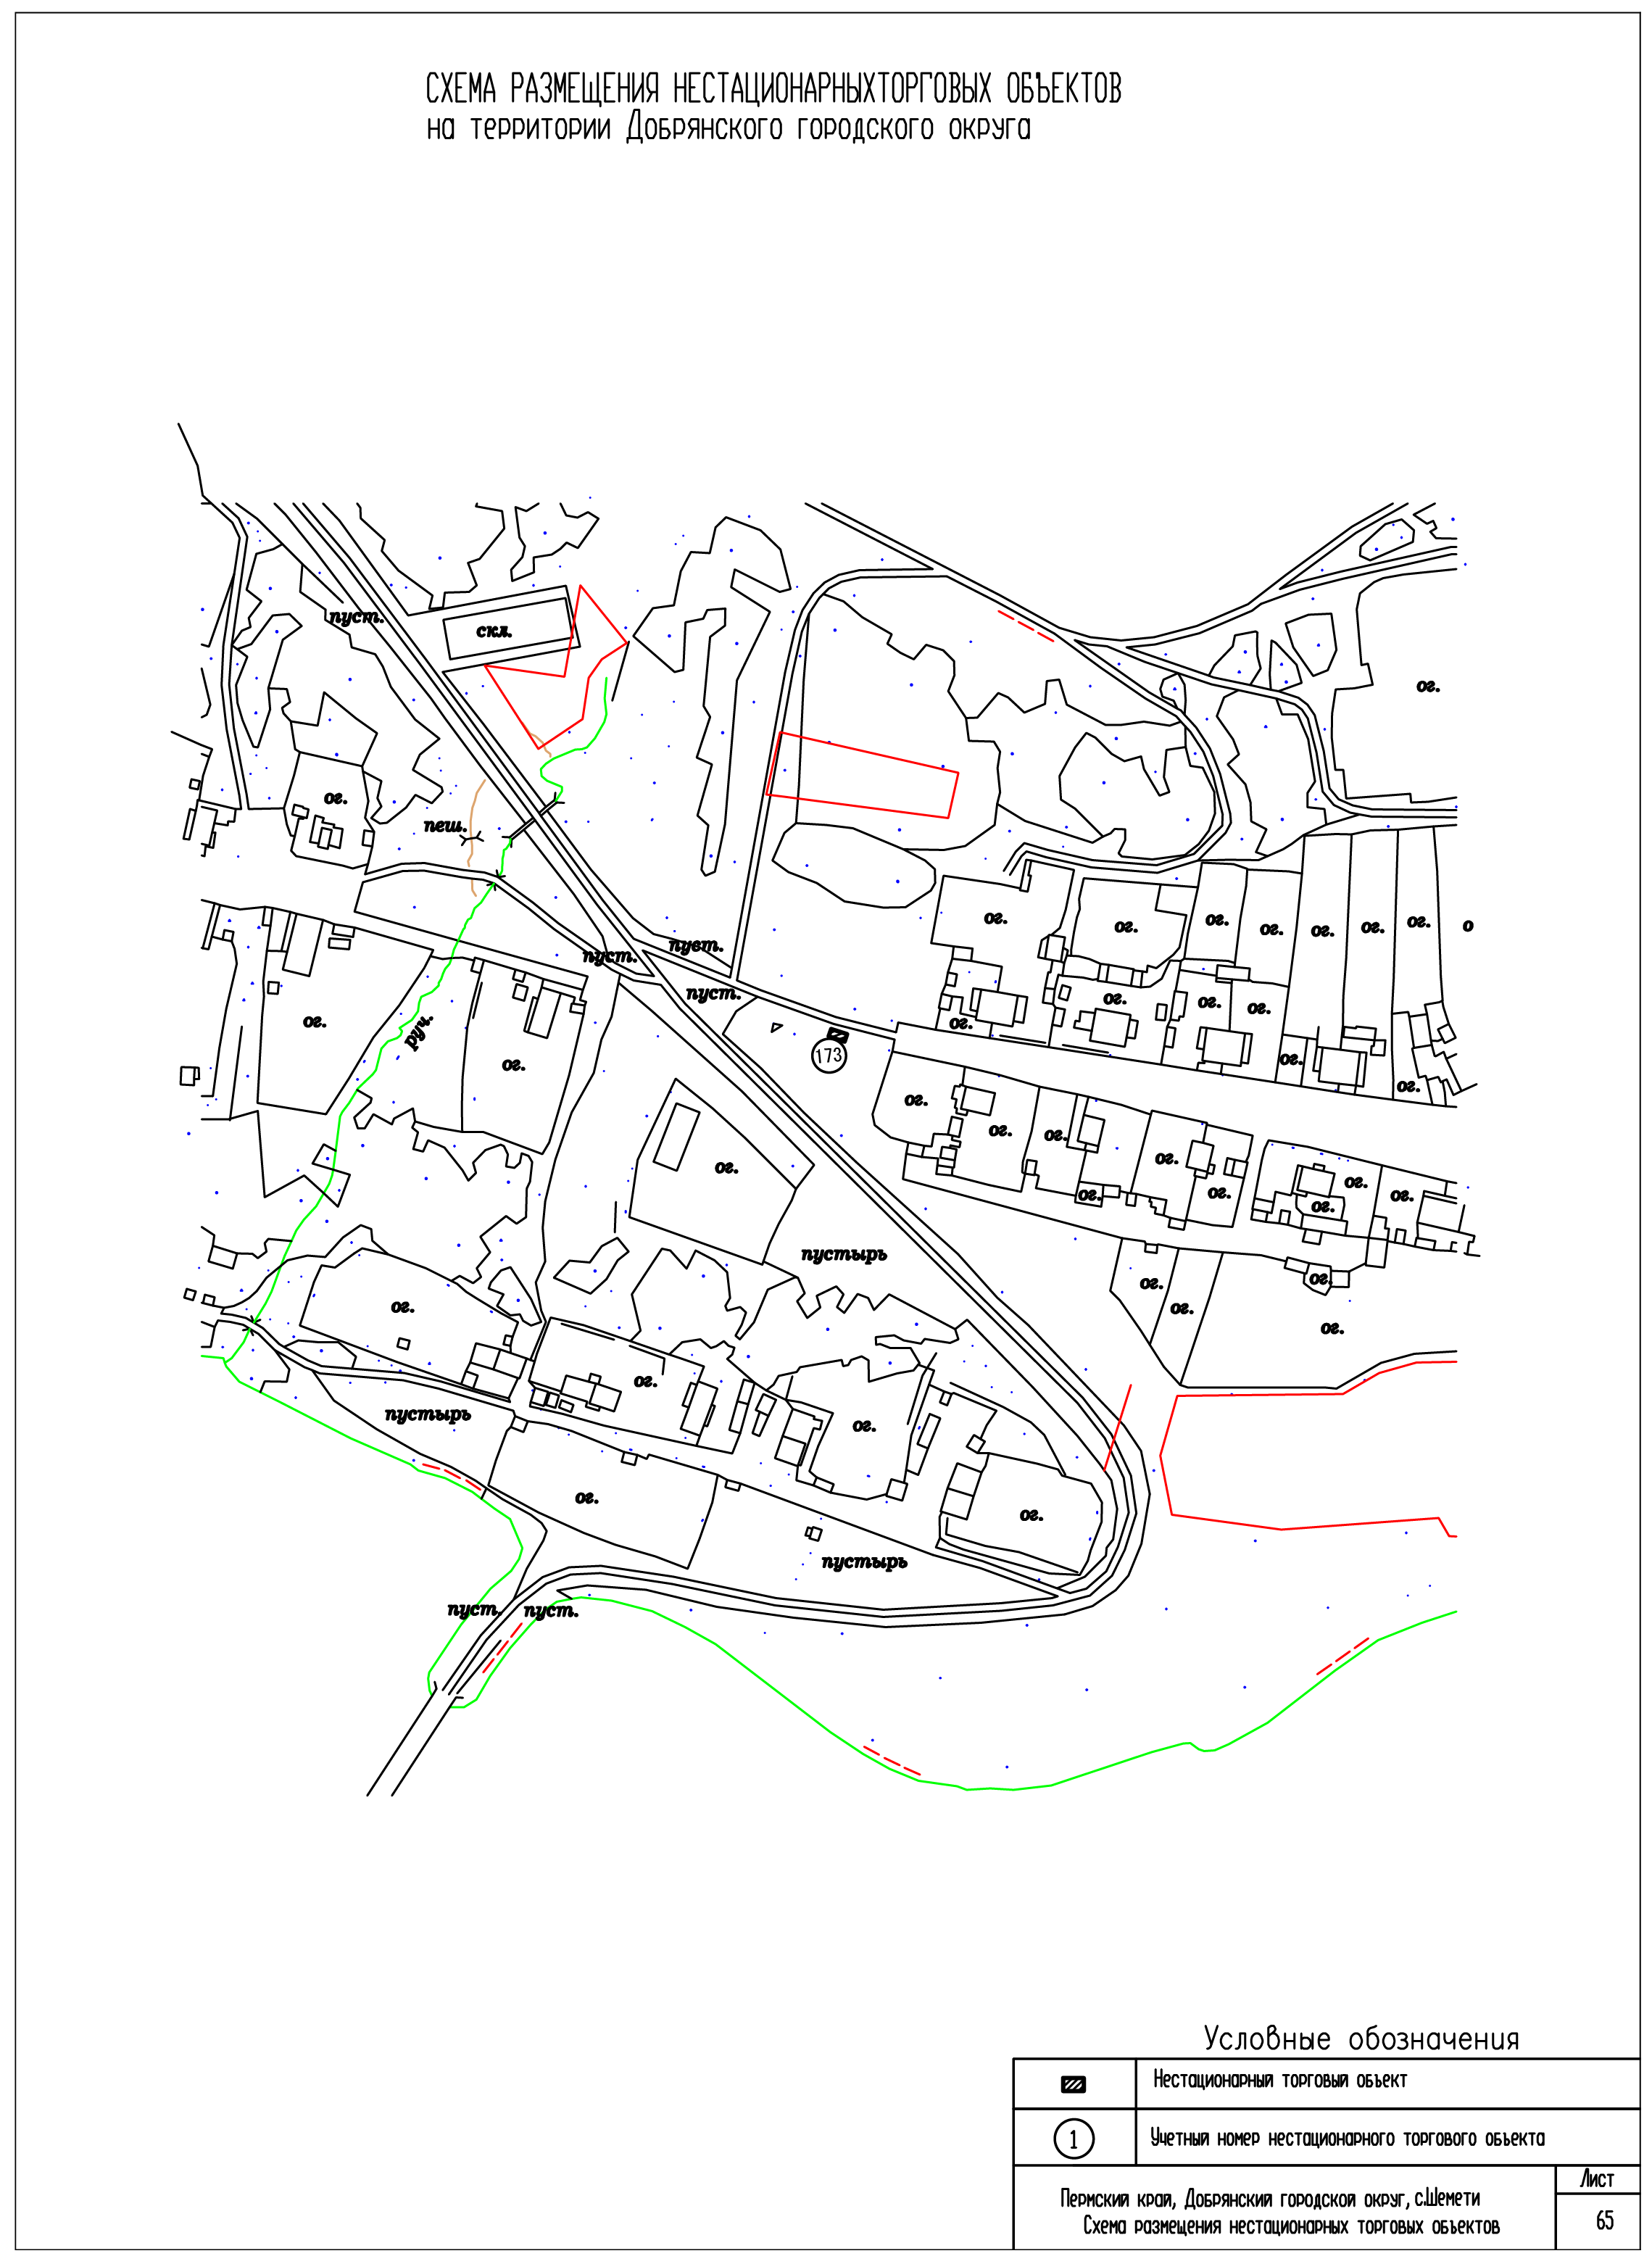 СХЕМА РАЗМЕЩЕНИЯ НЕСТАЦИОНАРНЫХТОРГОВЫХ ОБЪЕКТОВ
на территории Добрянского городского округа
пуст.
скл.
ог.
ог.
пеш.
ог.
ог.
ог.
ог.
ог.
ог.
ог.
о
пуст.
пуст.
пуст.
ог.
ог.
ог.
ог.
ог.
руч.
173
ог.
ог.
ог.
ог.
ог.
ог.
ог.
ог.
ог.
ог.
ог.
ог.
ог.
ог.
пустырь
ог.
ог.
ог.
ог.
ог.
ог.
пустырь
ог.
ог.
ог.
пустырь
пуст.
пуст.
Условные обозначения
Нестационарный торговый объект
1
Учетный номер нестационарного торгового объекта
Лист
Пермский край, Добрянский городской округ, с.Шемети
Схема размещения нестационарных торговых объектов
65